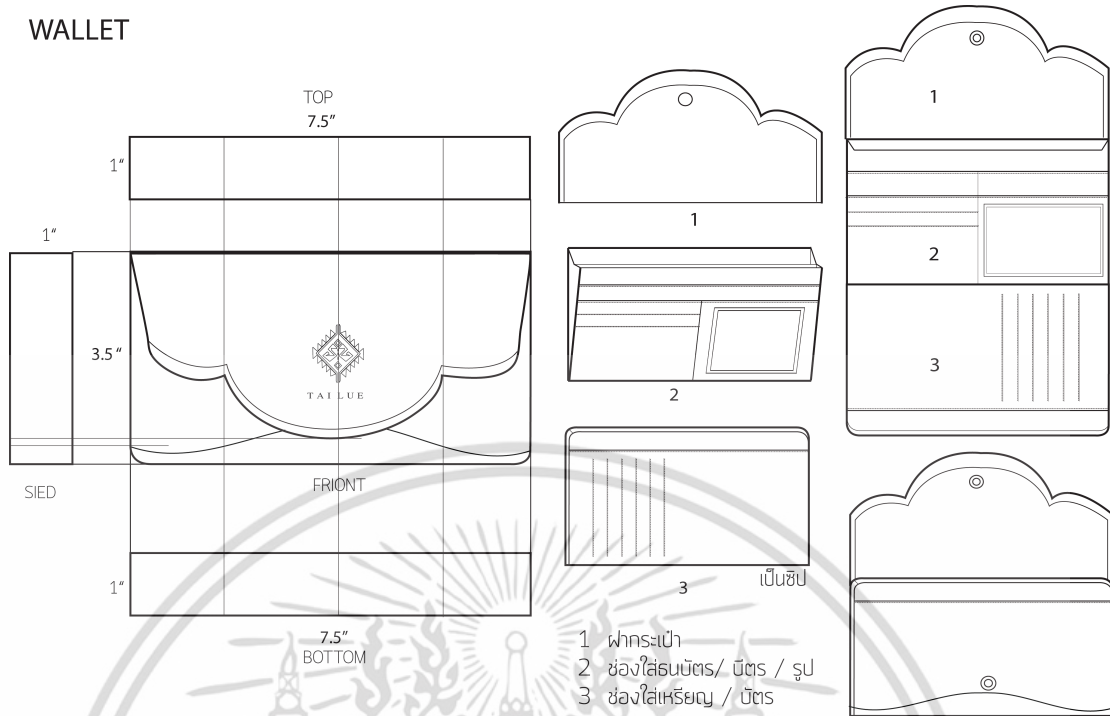 WALLET
TOP
7.5"
1"
1"
3.5"
TAI LUE
SIED
FRIONT
1"
7.5"
BOTTOM
1
2
3
เป็นซิป
1 ฝากระเป๋า
2 ช่องใส่ธนบัตร/ นีตร / รูป
3 ช่องใส่เหรียญ / บัตร
1
2
3